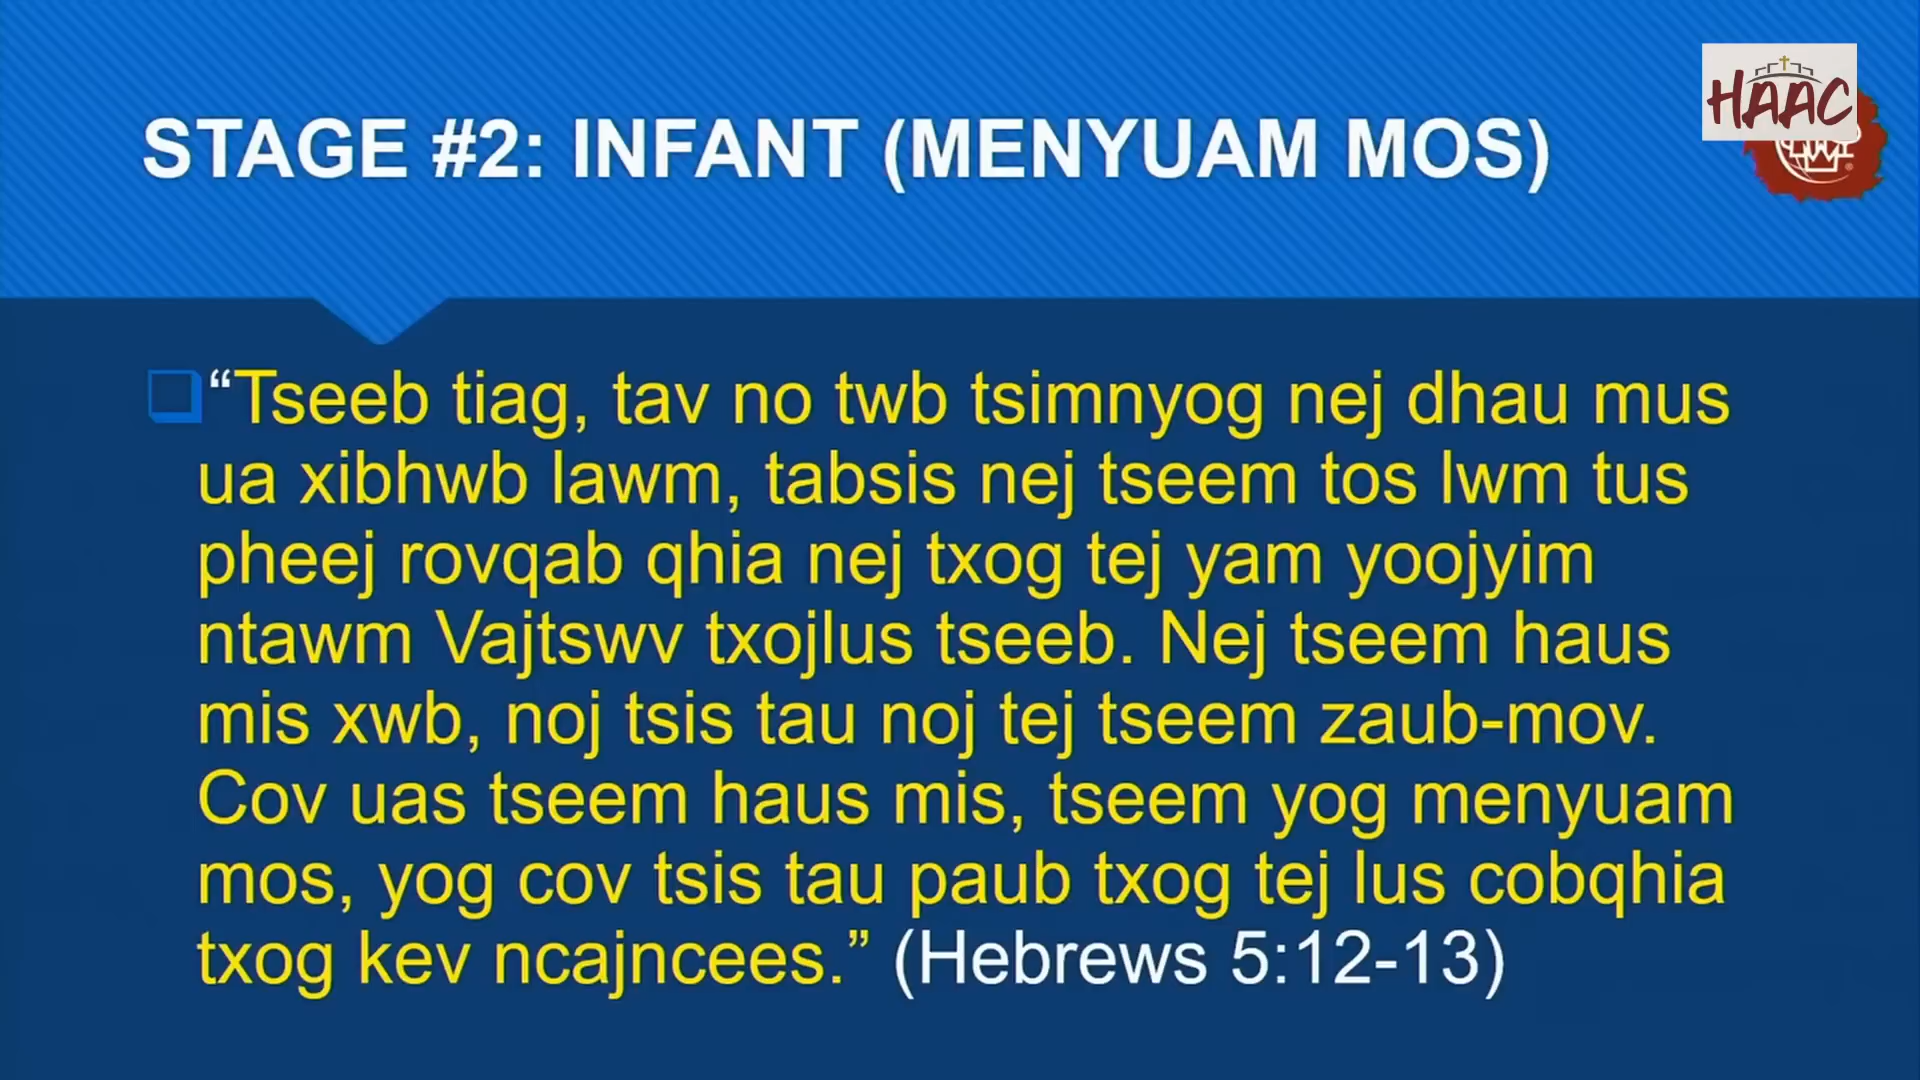 HAAC
STAGE #2: INFANT (MENYUAM MOS)
“Tseeb tiag, tav no twb tsimnyog nej dhau mus
ua xibhwb lawm, tabsis nej tseem tos lwm tus
pheej rovqab qhia nej txog tej yam yoojyim
ntawm Vajtswv txojlus tseeb. Nej tseem haus
mis xwb, noj tsis tau noj tej tseem zaub-mov.
Cov uas tseem haus mis, tseem yog menyuam
mos, yog cov tsis tau paub txog tej lus cobqhia
txog kev ncajncees.” (Hebrews 5:12-13)